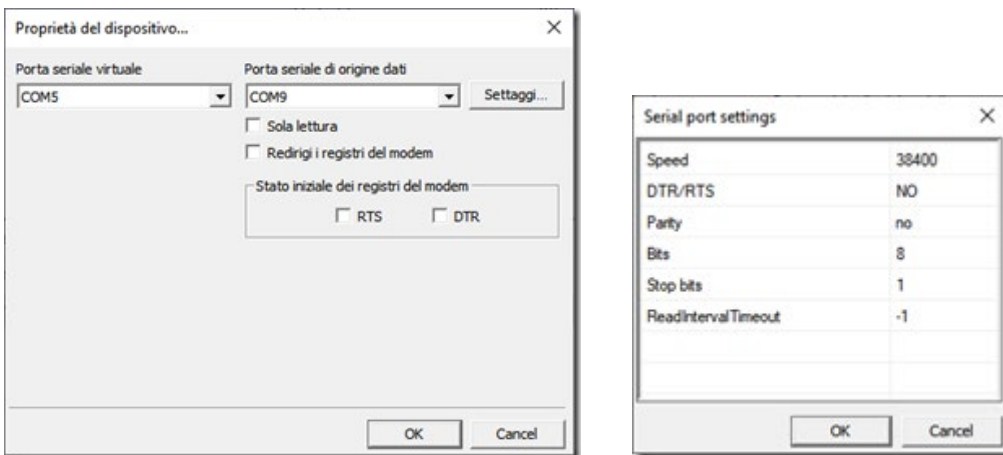 Proprietà del dispositivo...
Porta seriale virtuale
Porta seriale di origine dati
COM5
COM9
Settaggi...
Sola lettura
Redirigi i registri del modem
Stato iniziale dei registri del modem
RTS
DTR
OK
Cancel
Serial port settings
Speed 38400
DTR/RTS NO
Parity no
Bits 8
Stop bits 1
ReadIntervalTimeout -1
OK
Cancel